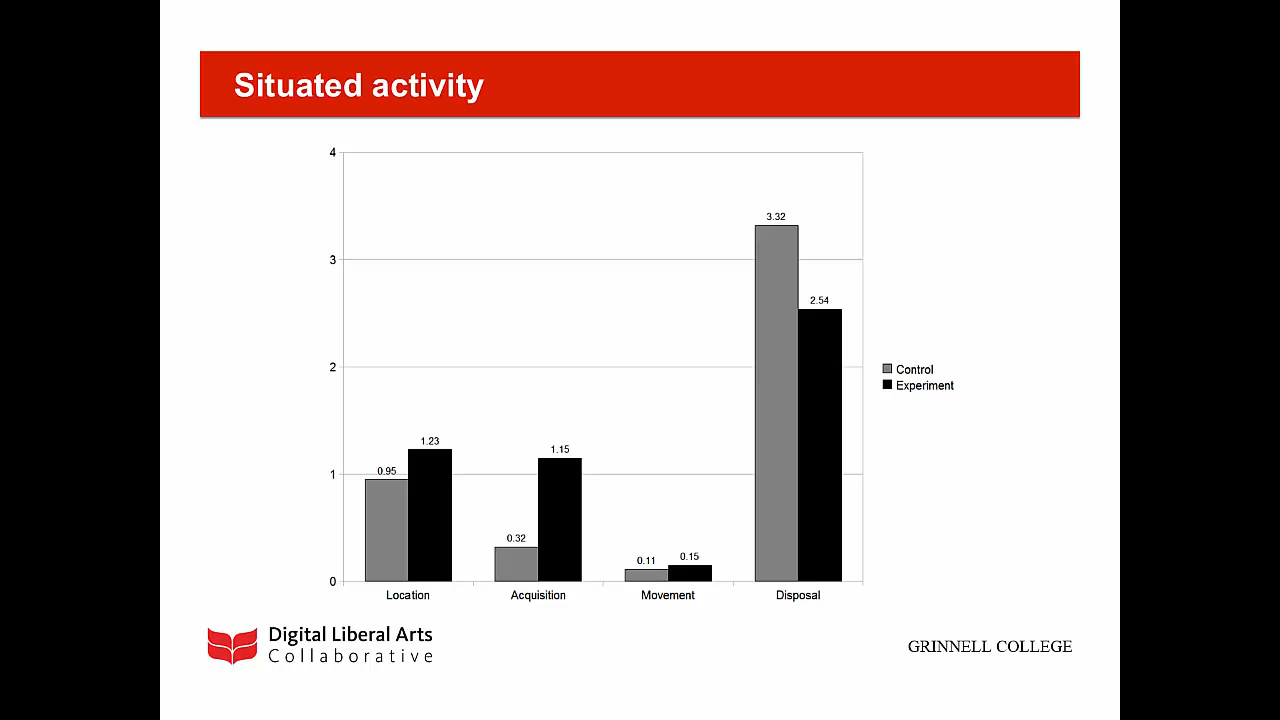 Situated activity
4
3.32
3
2.54
2
Control
Experiment
1.23
1.15
0.95
1
0.32
0.11
0.15
0
Location
Acquisition
Movement
Disposal
Digital Liberal Arts
Collaborative
GRINNELL COLLEGE